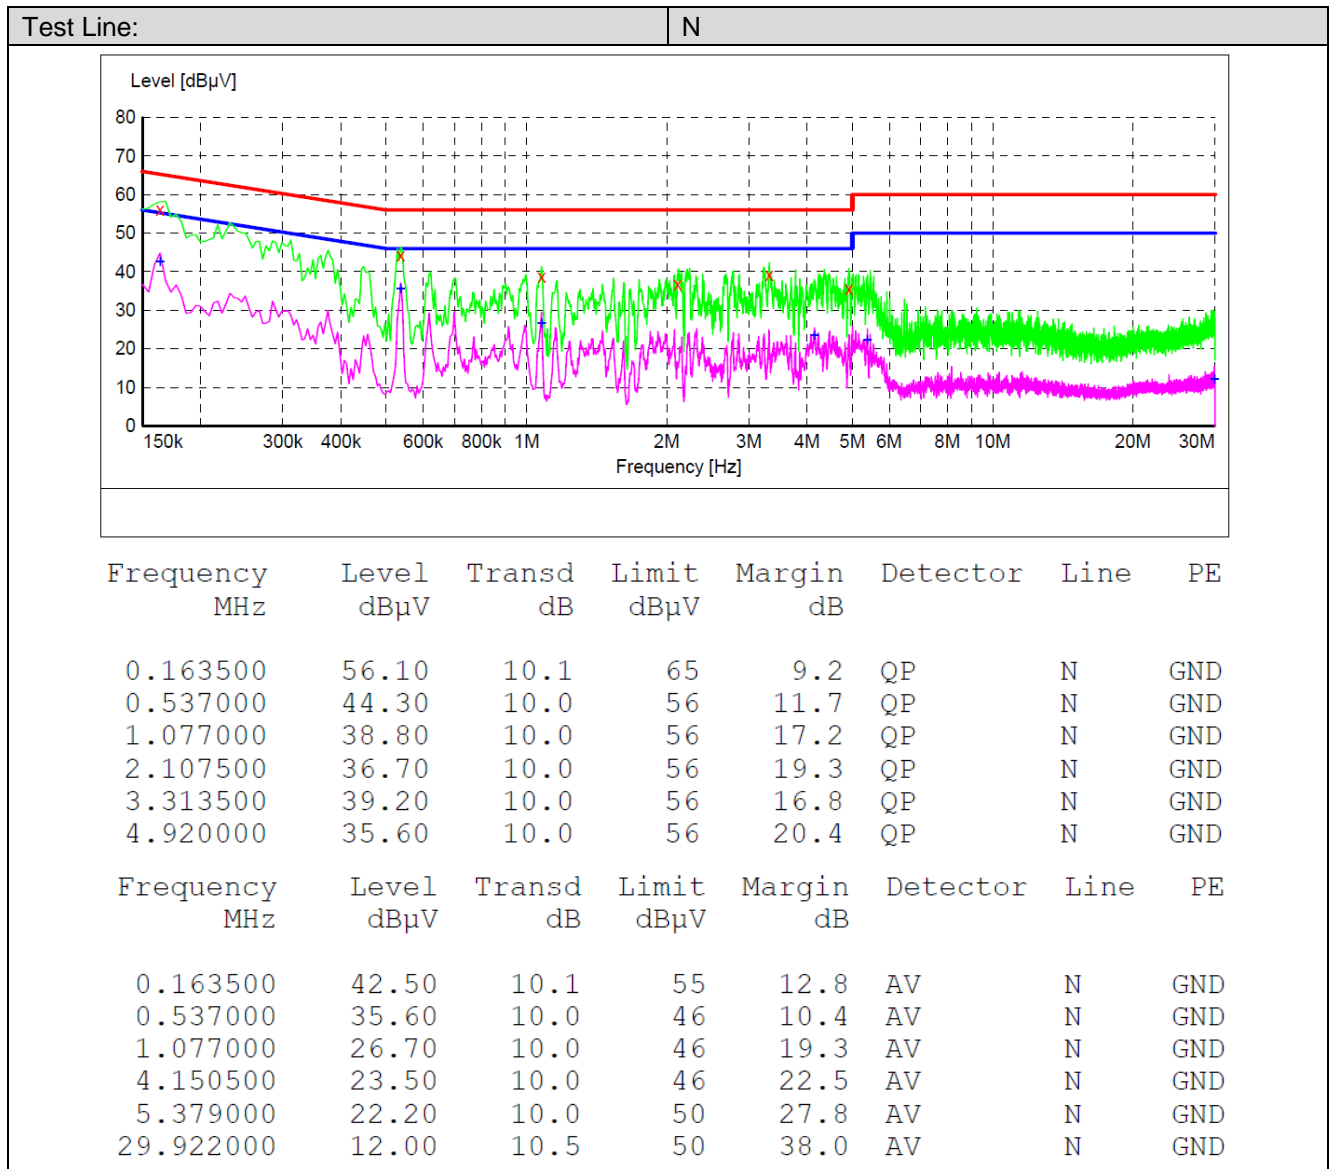 Test Line: N
Level [dBµV]
80
70
60
50
40
30
20
10
0
150k 300k 400k 600k 800k 1M 2M 3M 4M 5M 6M 8M 10M 20M 30M
Frequency [Hz]
Frequency Level Transd Limit Margin Detector Line PE
MHz dBµV dB dBµV dB
0.163500 56.10 10.1 65 9.2 QP N GND
0.537000 44.30 10.0 56 11.7 QP N GND
1.077000 38.80 10.0 56 17.2 QP N GND
2.107500 36.70 10.0 56 19.3 QP N GND
3.313500 39.20 10.0 56 16.8 QP N GND
4.920000 35.60 10.0 56 20.4 QP N GND
Frequency Level Transd Limit Margin Detector Line PE
MHz dBµV dB dBµV dB
0.163500 42.50 10.1 55 12.8 AV N GND
0.537000 35.60 10.0 46 10.4 AV N GND
1.077000 26.70 10.0 46 19.3 AV N GND
4.150500 23.50 10.0 46 22.5 AV N GND
5.379000 22.20 10.0 50 27.8 AV N GND
29.922000 12.00 10.5 50 38.0 AV N GND